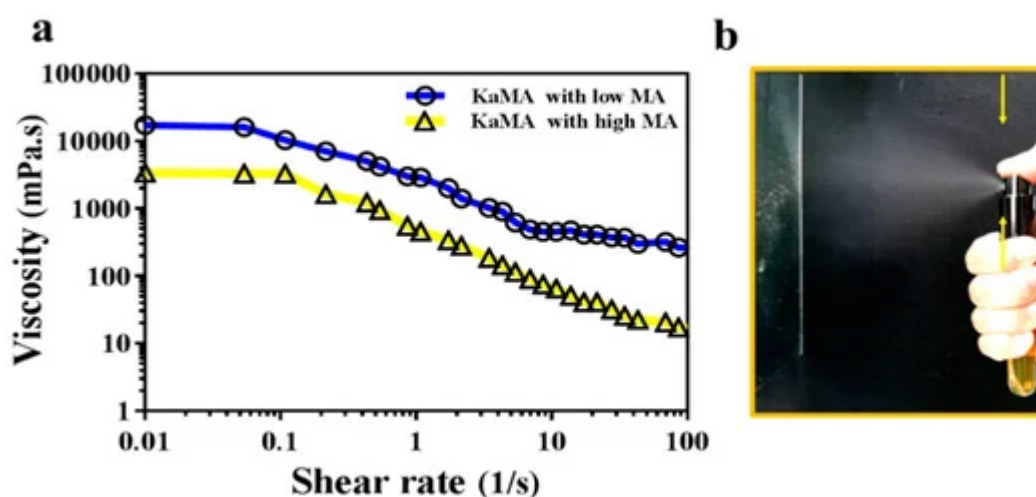 a
b
100000
10000
1000
100
10
1
Viscosity (mPa.s)
KaMA with low MA
KaMA with high MA
0.01 0.1 1 10 100
Shear rate (1/s)